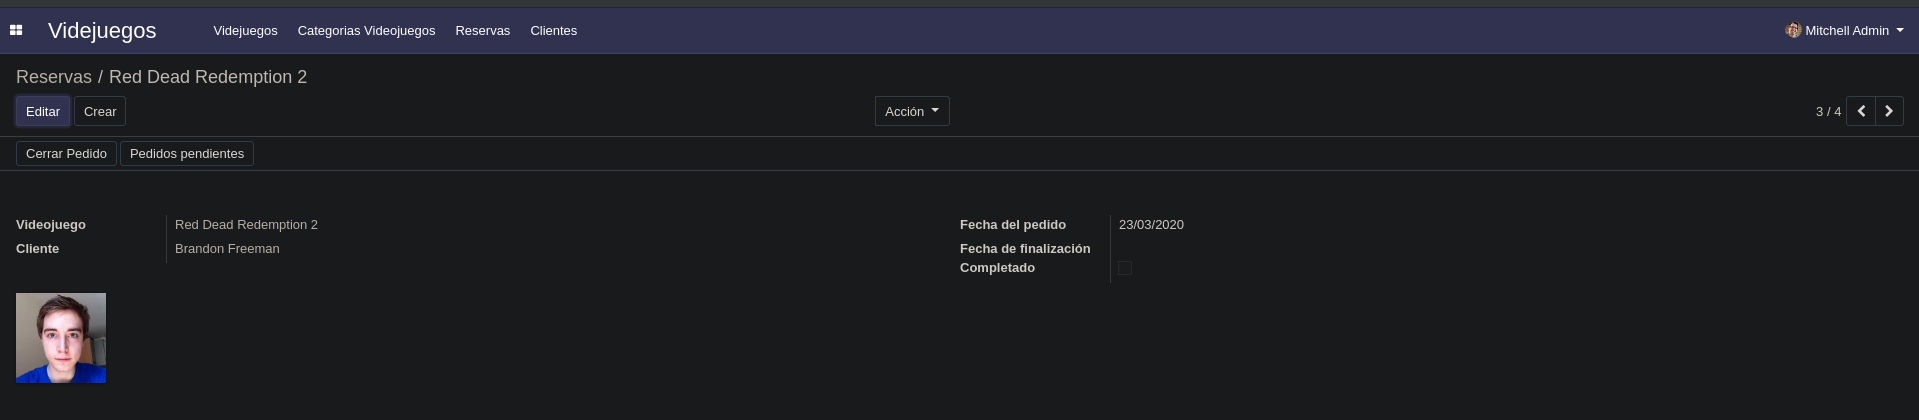 Videjuegos Videjuegos Categorias Videojuegos Reservas Clientes Mitchell Admin
Reservas / Red Dead Redemption 2
Editar Crear Acción 3 / 4
Cerrar Pedido Pedidos pendientes
Videojuego Red Dead Redemption 2 Fecha del pedido 23/03/2020
Cliente Brandon Freeman Fecha de finalización
Completado